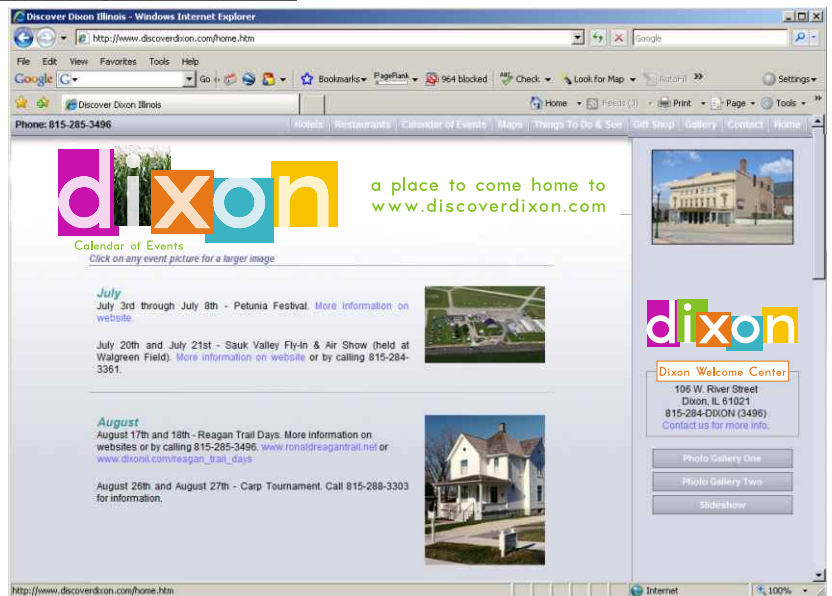 Discover Dixon Illinois - Windows Internet Explorer
http://www.discoverdixon.com/home.htm
Google
File Edit View Favorites Tools Help
Google G Go Bookmarks PageRank 964 blocked Check Look for Map AutoFill » Settings
Discover Dixon Illinois Home Feeds (J) Print Page Tools »
Phone: 815-285-3496 Hotels Restaurants Calendar of Events Maps Things To Do & See Gift Shop Gallery Contact Home
dixon
a place to come home to
www.discoverdixon.com
Calendar of Events
Click on any event picture for a larger image
July
July 3rd through July 8th - Petunia Festival. More information on
website.
July 20th and July 21st - Sauk Valley Fly-In & Air Show (held at
Walgreen Field). More information on website or by calling 815-284-
3361.
August
August 17th and 18th - Reagan Trail Days. More information on
websites or by calling 815-285-3496. www.ronaldreagantrail.net or
www.dixonil.com/reagan_trail_days
August 26th and August 27th - Carp Tournament. Call 815-288-3303
for information.
dixon
Dixon Welcome Center
106 W. River Street
Dixon, IL 61021
815-284-DIXON (3496)
Contact us for more info.
Photo Gallery One
Photo Gallery Two
Slideshow
http://www.discoverdixon.com/home.htm Internet 100%